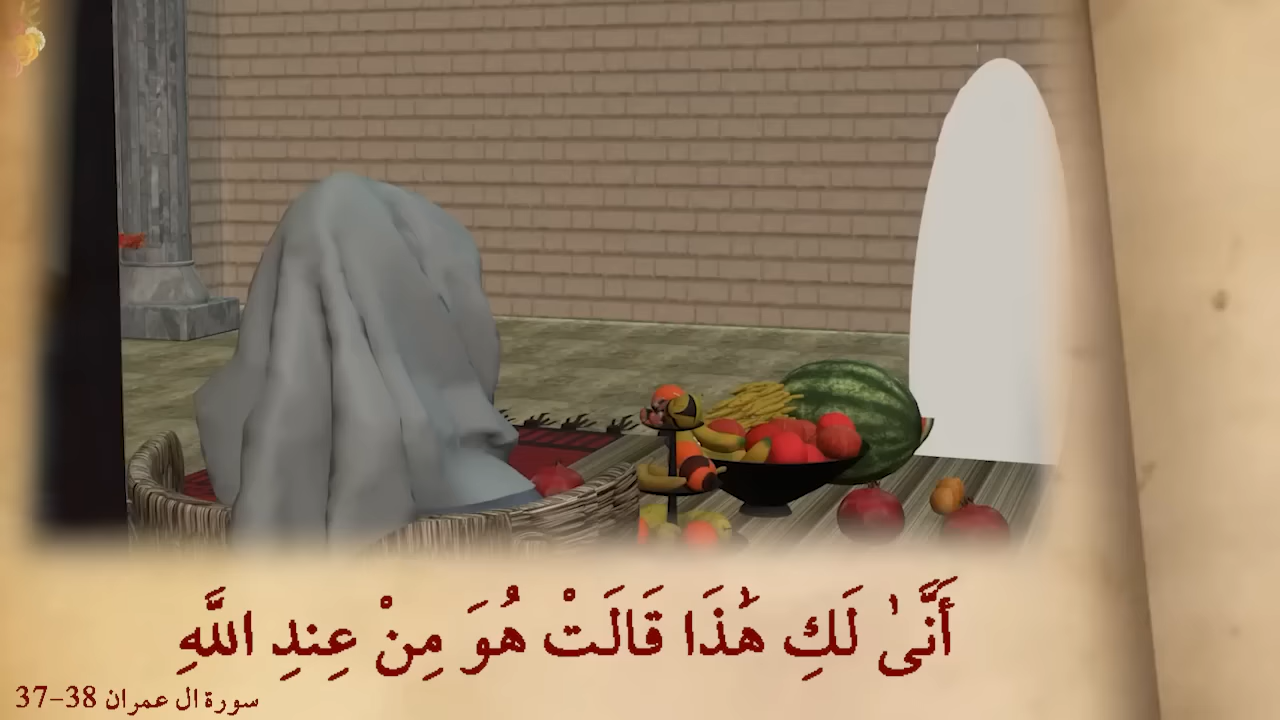 أَنَّىٰ لَكِ هَٰذَا قَالَتْ هُوَ مِنْ عِندِ اللَّهِ
سورة ال عمران 38-37